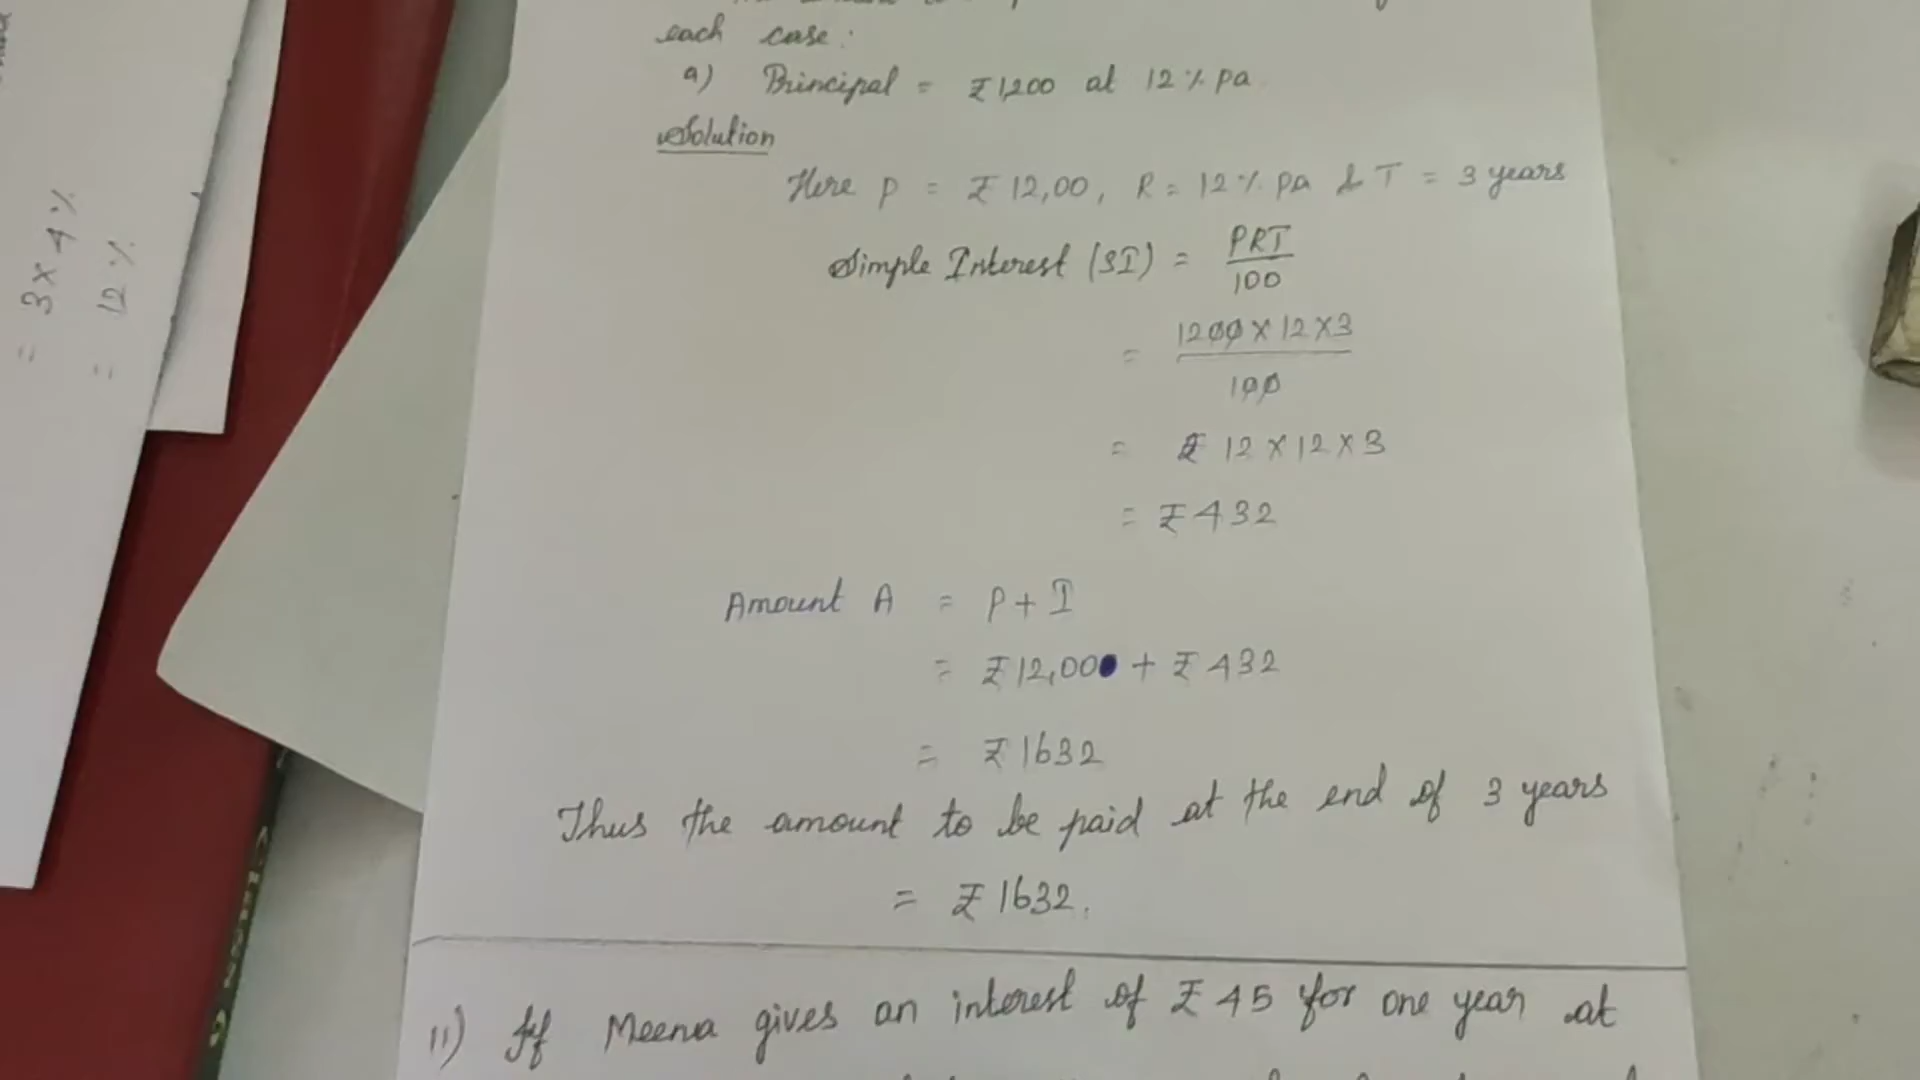 each case:
a) Principal = ₹1,200 at 12 % pa.
Solution
Here P = ₹ 12,00, R = 12 % pa & T = 3 years
Simple Interest (SI) = PRT
100
= 1200 x 12 x 3
100
= ₹ 12 x 12 x 3
= ₹ 432
Amount A = P + I
= ₹ 12,000 + ₹ 432
= ₹ 1632
Thus the amount to be paid at the end of 3 years
= ₹ 1632.
11) If Meena gives an interest of ₹ 45 for one year at
= 3 x 4 %
= 12 %